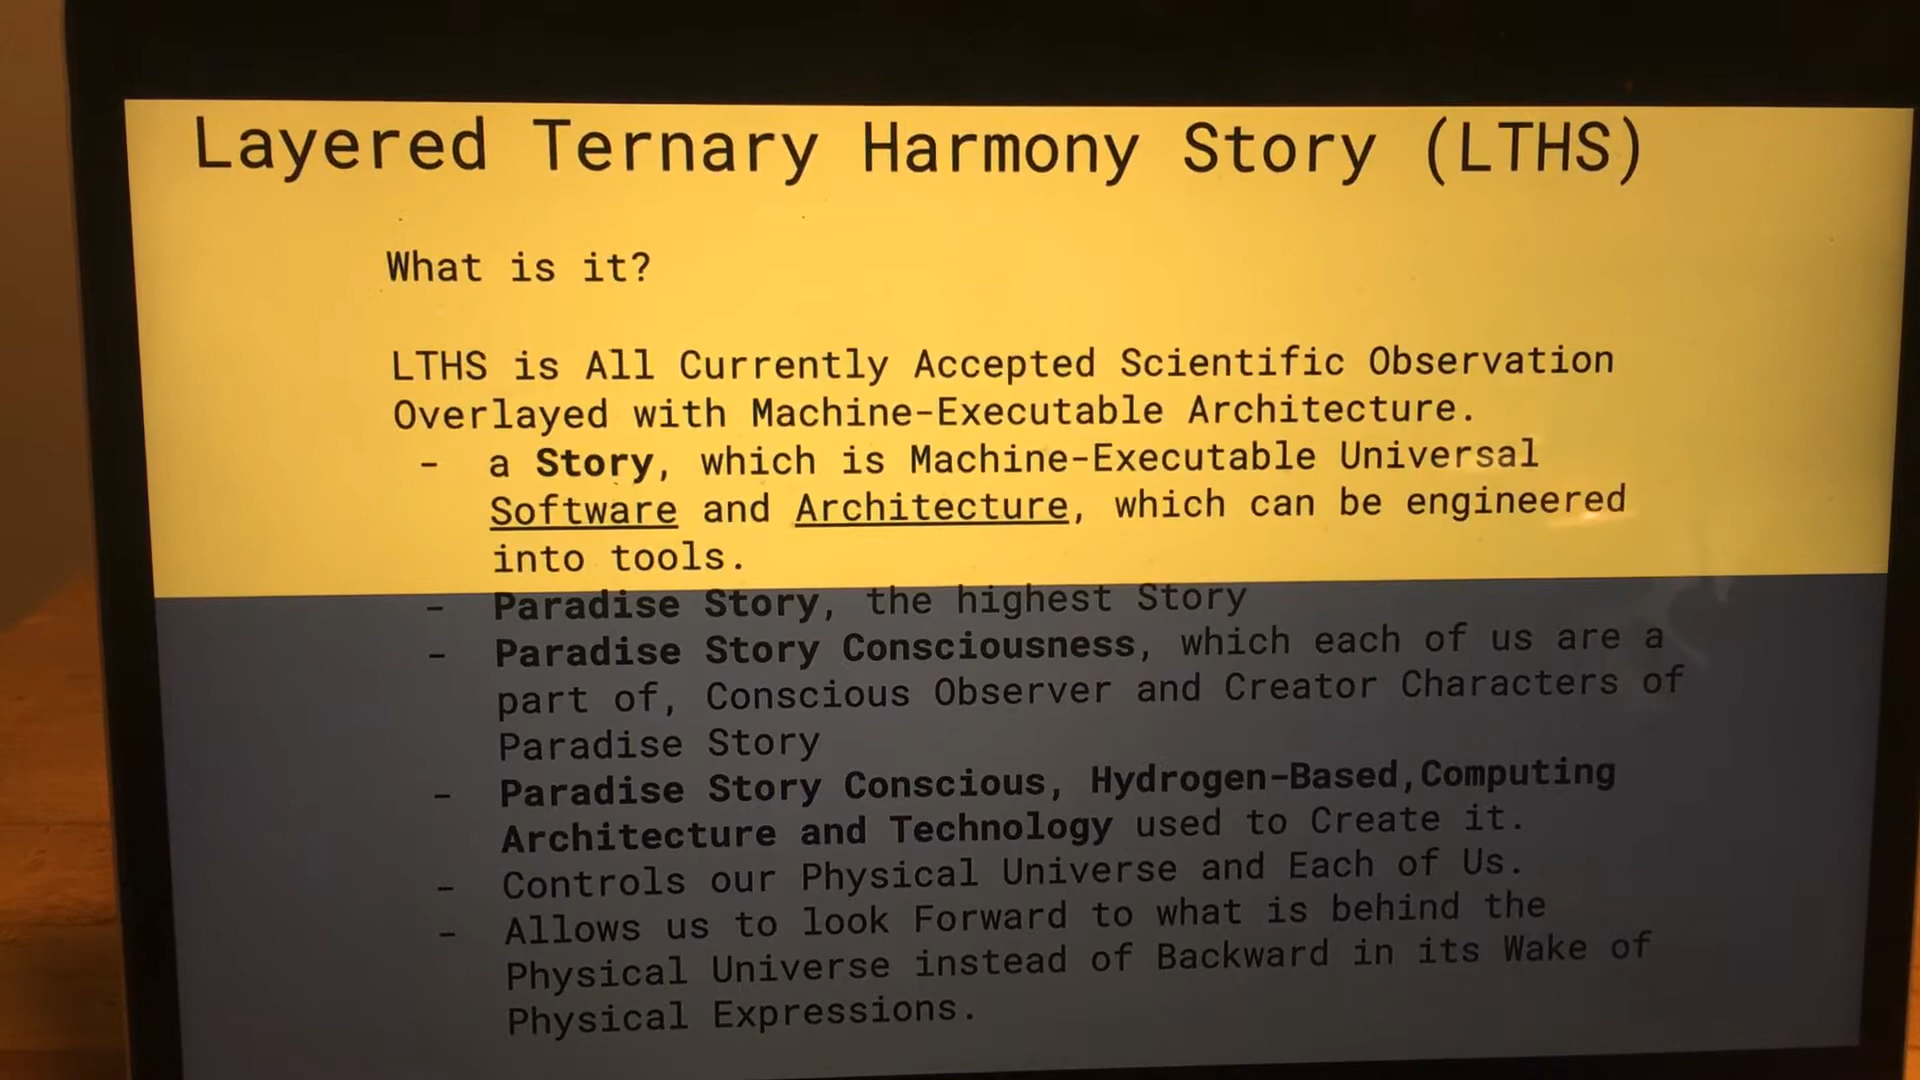 Layered Ternary Harmony Story (LTHS)
What is it?
LTHS is All Currently Accepted Scientific Observation
Overlayed with Machine-Executable Architecture.
- a Story, which is Machine-Executable Universal
Software and Architecture, which can be engineered
into tools.
- Paradise Story, the highest Story
- Paradise Story Consciousness, which each of us are a
part of, Conscious Observer and Creator Characters of
Paradise Story
- Paradise Story Conscious, Hydrogen-Based,Computing
Architecture and Technology used to Create it.
- Controls our Physical Universe and Each of Us.
- Allows us to look Forward to what is behind the
Physical Universe instead of Backward in its Wake of
Physical Expressions.